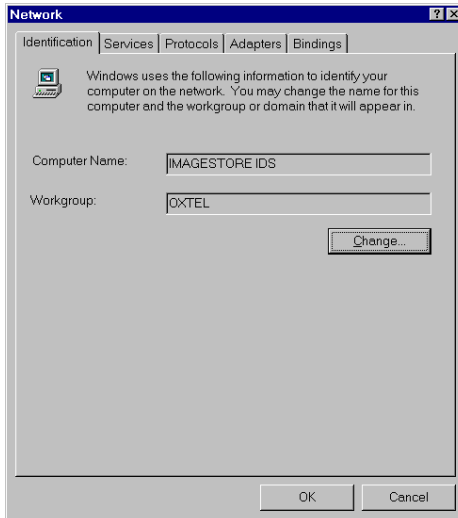 Network
Identification Services Protocols Adapters Bindings
Windows uses the following information to identify your
computer on the network. You may change the name for this
computer and the workgroup or domain that it will appear in.
Computer Name: IMAGESTORE IDS
Workgroup: OXTEL
Change...
OK Cancel